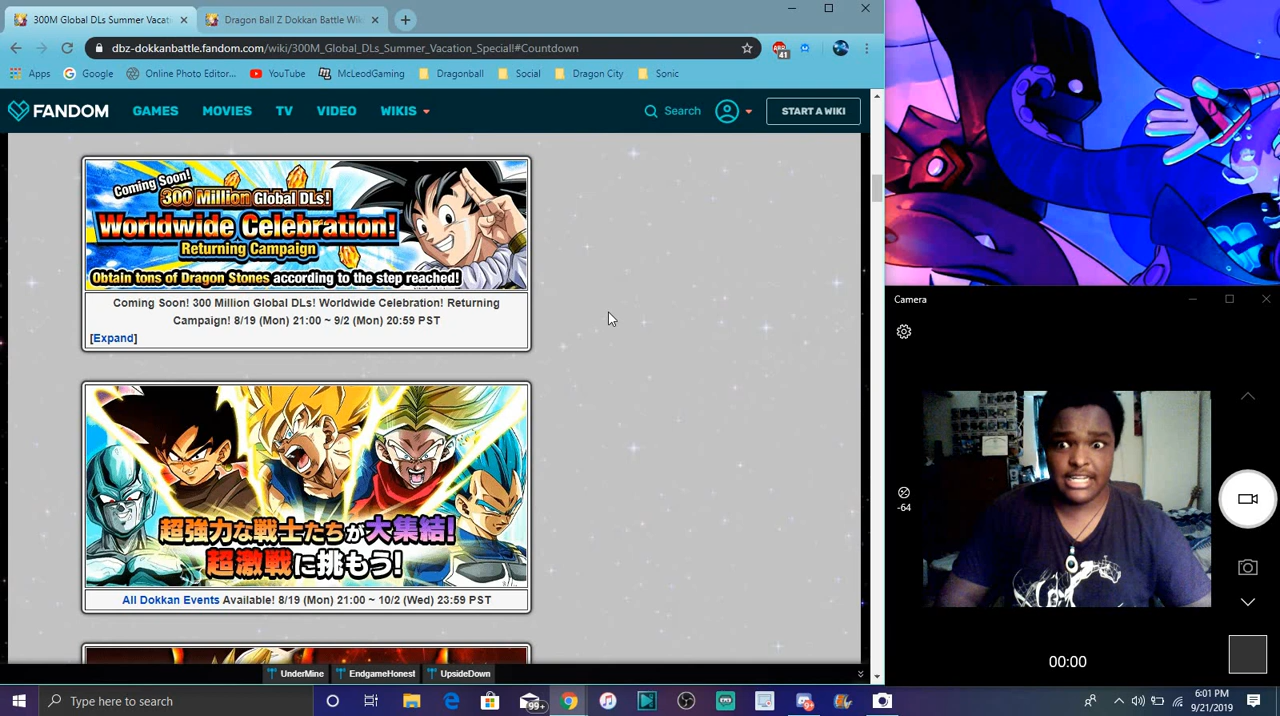 300M Global DLs Summer Vacat
Dragon Ball Z Dokkan Battle Wik
dbz-dokkanbattle.fandom.com/wiki/300M_Global_DLs_Summer_Vacation_Special!#Countdown
41
Apps Google Online Photo Editor... YouTube McLeodGaming Dragonball Social Dragon City Sonic
FANDOM GAMES MOVIES TV VIDEO WIKIS Search START A WIKI
Coming Soon!
300 Million Global DLs!
Worldwide Celebration!
Returning Campaign
Obtain tons of Dragon Stones according to the step reached!
Coming Soon! 300 Million Global DLs! Worldwide Celebration! Returning
Campaign! 8/19 (Mon) 21:00 ~ 9/2 (Mon) 20:59 PST
[Expand]
超強力な戦士たちが大集結!
超激戦に挑もう!
All Dokkan Events Available! 8/19 (Mon) 21:00 ~ 10/2 (Wed) 23:59 PST
UnderMine EndgameHonest UpsideDown
Camera
-64
00:00
Type here to search
99+
9+
6:01 PM
9/21/2019